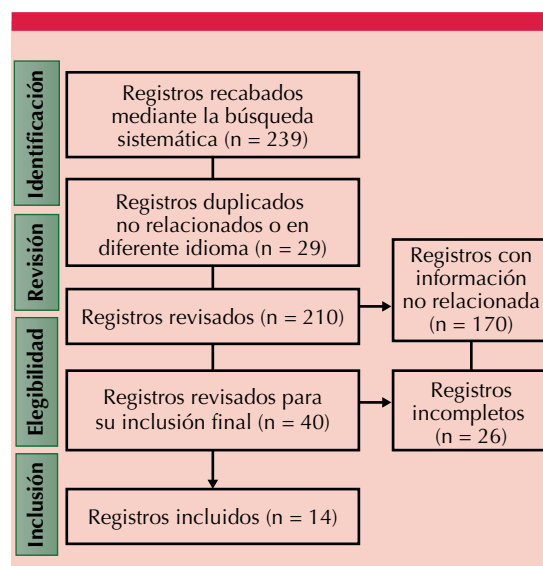 Identificación
Registros recabados
mediante la búsqueda
sistemática (n = 239)
Registros duplicados
no relacionados o en
diferente idioma (n = 29)
Revisión
Registros revisados (n = 210)
Registros con
información
no relacionada
(n = 170)
Elegibilidad
Registros revisados para
su inclusión final (n = 40)
Registros
incompletos
(n = 26)
Inclusión
Registros incluidos (n = 14)